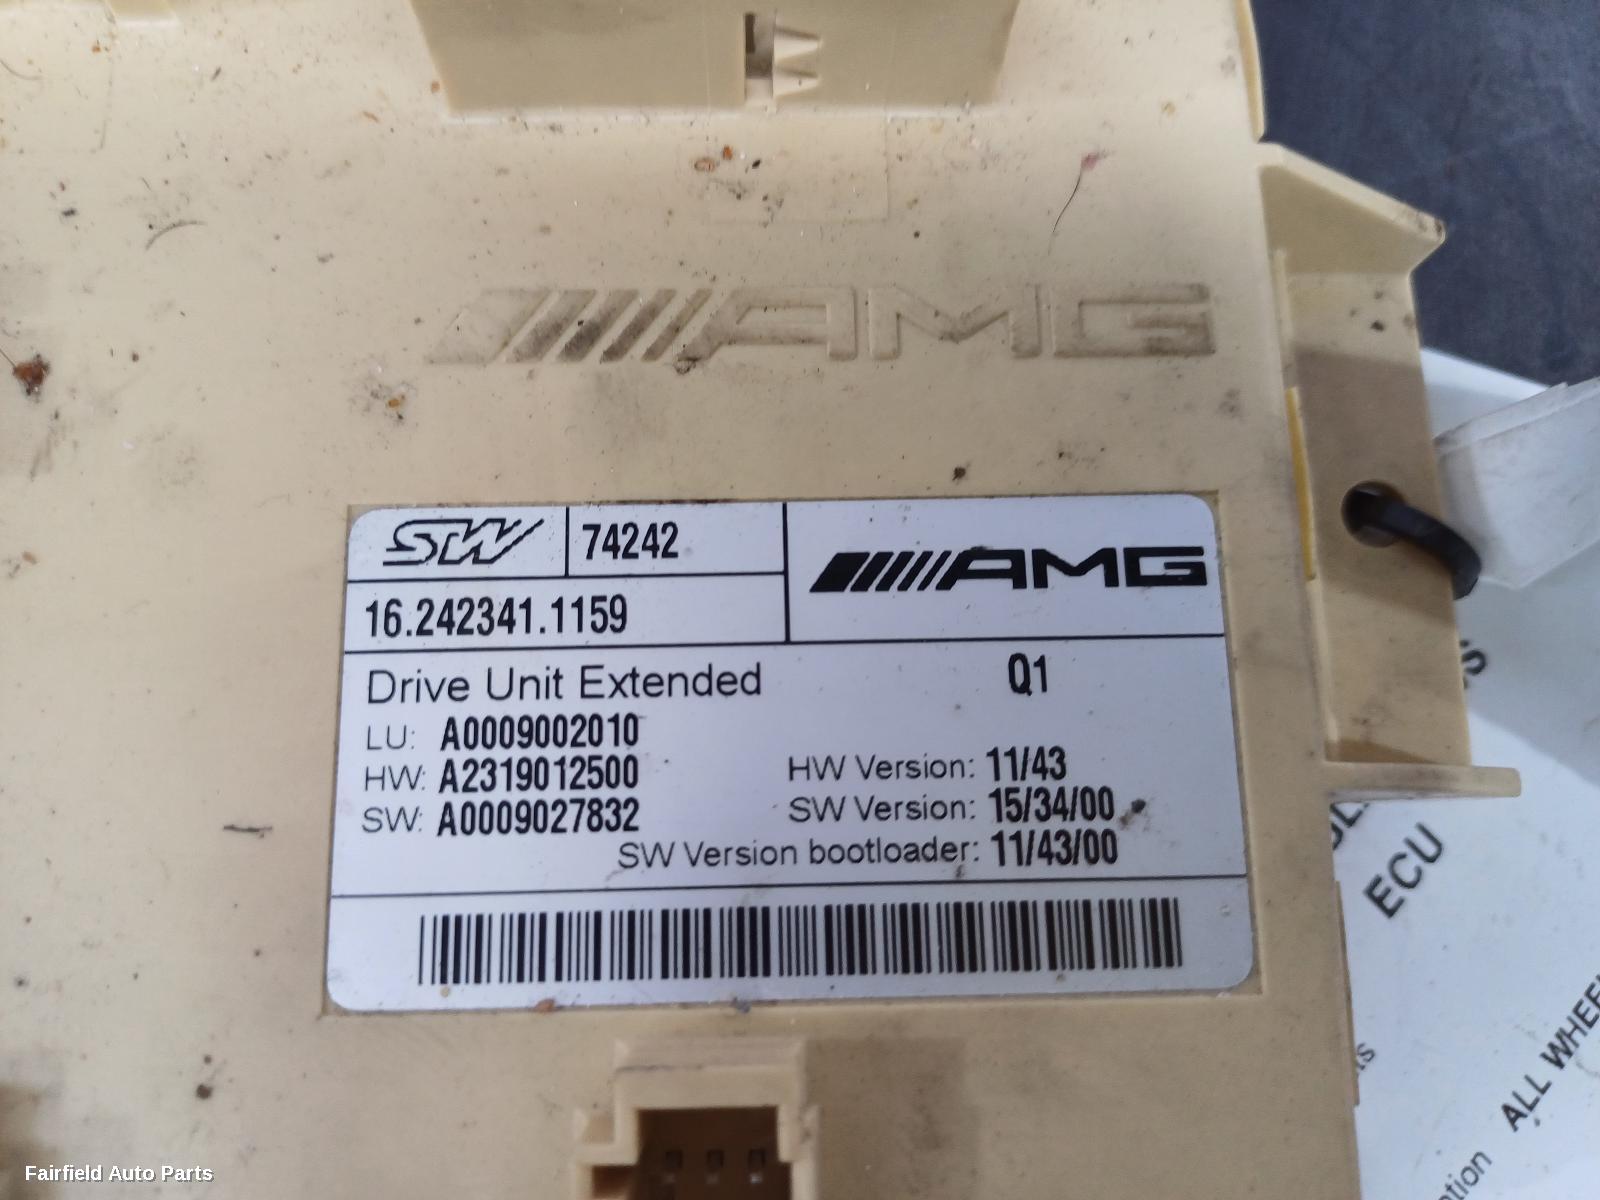 AMG
SW 74242
AMG
16.242341.1159
Drive Unit Extended Q1
LU: A0009002010
HW: A2319012500 HW Version: 11/43
SW: A0009027832 SW Version: 15/34/00
SW Version bootloader: 11/43/00
ECU
ALL WHEEL
Fairfield Auto Parts